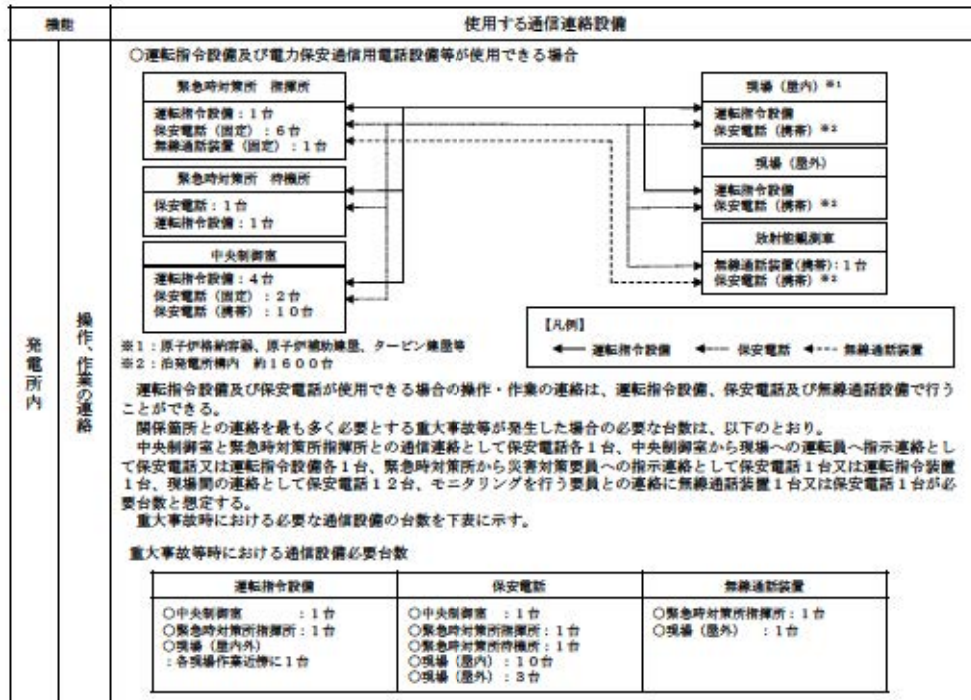 機能
使用する通信連絡設備
発電所内
操作、作業の連絡
○運転指令設備及び電力保安通信用電話設備等が使用できる場合
緊急時対策所 指揮所
運転指令設備：1台
保安電話（固定）：6台
無線通話装置（固定）：1台
緊急時対策所 待機所
保安電話：1台
運転指令設備：1台
中央制御室
運転指令設備：4台
保安電話（固定）：2台
保安電話（携帯）：10台
現場（屋内）※1
運転指令設備
保安電話（携帯）※2
現場（屋外）
運転指令設備
保安電話（携帯）※2
放射能観測車
無線通話装置(携帯)：1台
保安電話（携帯）※2
【凡例】
運転指令設備 保安電話 無線通話装置
※1：原子炉格納容器、原子炉補助建屋、タービン建屋等
※2：泊発電所構内 約1600台
運転指令設備及び保安電話が使用できる場合の操作・作業の連絡は、運転指令設備、保安電話及び無線通話設備で行う
ことができる。
関係箇所との連絡を最も多く必要とする重大事故等が発生した場合の必要な台数は、以下のとおり。
中央制御室と緊急時対策所指揮所との通信連絡として保安電話各1台、中央制御室から現場への運転員へ指示連絡とし
て保安電話又は運転指令設備各1台、緊急時対策所から災害対策要員への指示連絡として保安電話1台又は運転指令装置
1台、現場間の連絡として保安電話12台、モニタリングを行う要員との連絡に無線通話装置1台又は保安電話1台が必
要台数と想定する。
重大事故時における必要な通信設備の台数を下表に示す。
重大事故等時における通信設備必要台数
運転指令設備
保安電話
無線通話装置
○中央制御室 ：1台
○緊急時対策所指揮所：1台
○現場（屋内外）
：各現場作業近傍に1台
○中央制御室 ：1台
○緊急時対策所指揮所：1台
○緊急時対策所待機所：1台
○現場（屋内）：10台
○現場（屋外）：3台
○緊急時対策所指揮所：1台
○現場（屋外） ：1台